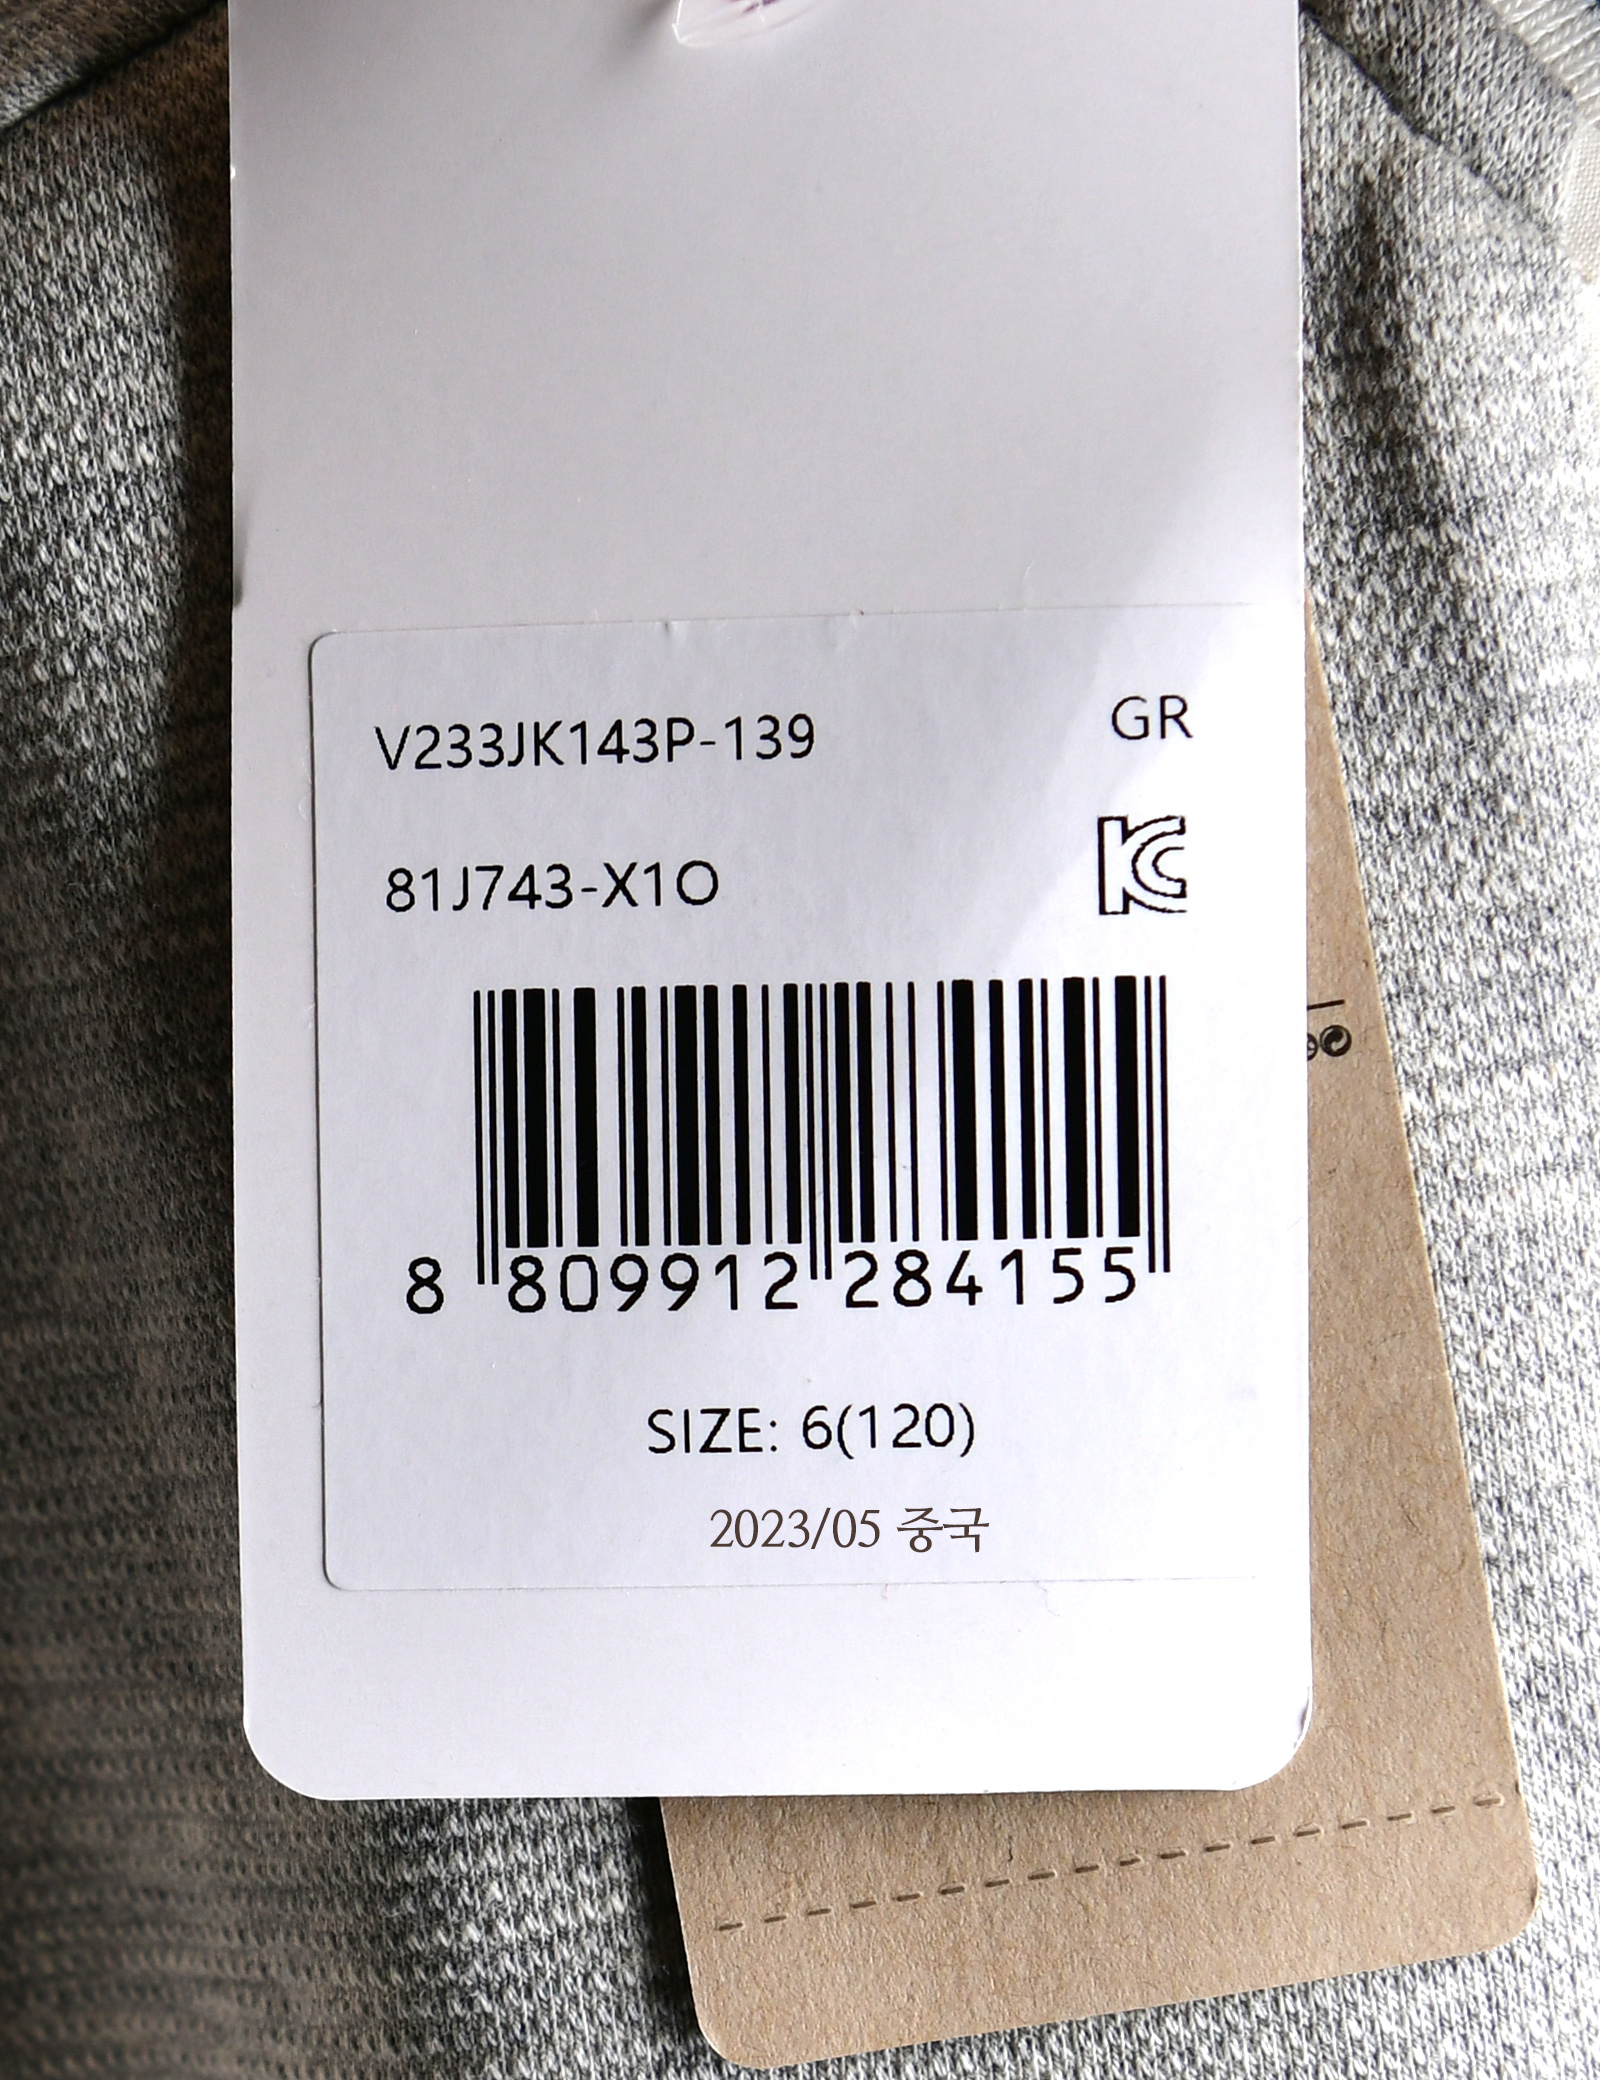 V233JK143P-139 GR
81J743-X1O
8 809912 284155
SIZE: 6(120)
2023/05 중국